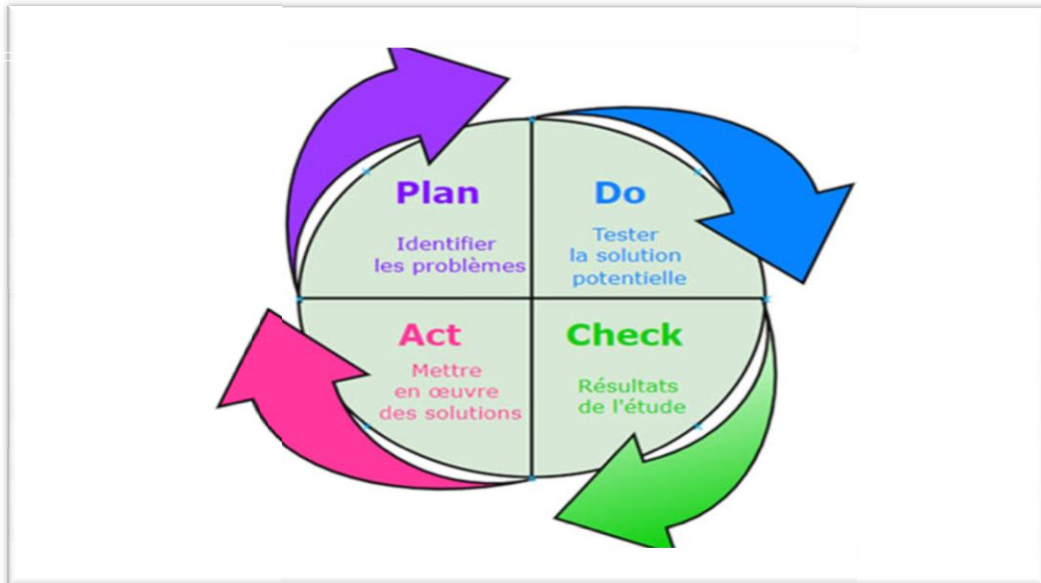 Plan
Identifier
les problèmes
Do
Tester
la solution
potentielle
Act
Mettre
en œuvre
des solutions
Check
Résultats
de l'étude